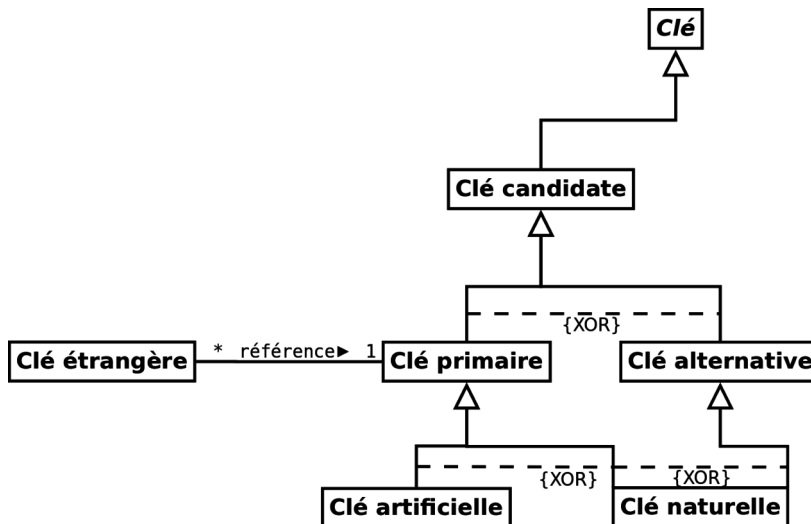 Clé
Clé candidate
{XOR}
Clé étrangère * référence► 1 Clé primaire Clé alternative
{XOR} {XOR}
Clé artificielle Clé naturelle